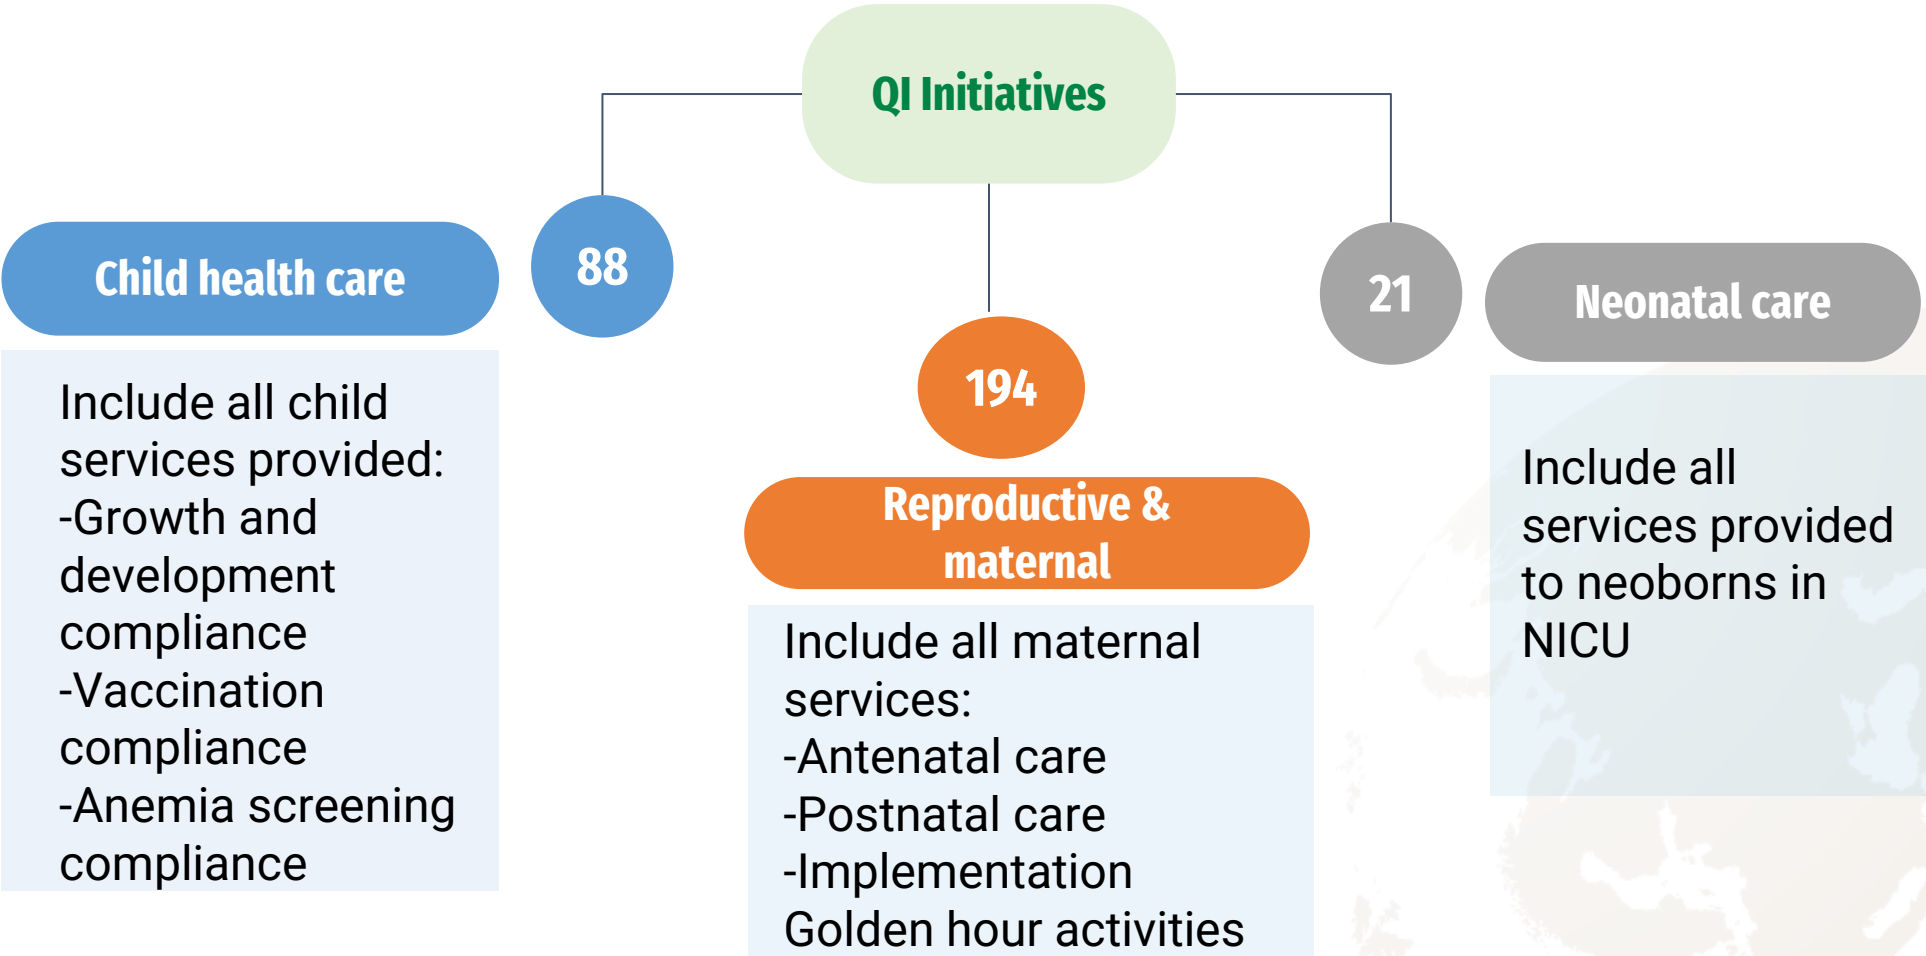 QI Initiatives
88
Child health care
Include all child
services provided:
-Growth and
development
compliance
-Vaccination
compliance
-Anemia screening
compliance
194
Reproductive &
maternal
Include all maternal
services:
-Antenatal care
-Postnatal care
-Implementation
Golden hour activities
21
Neonatal care
Include all
services provided
to neoborns in
NICU